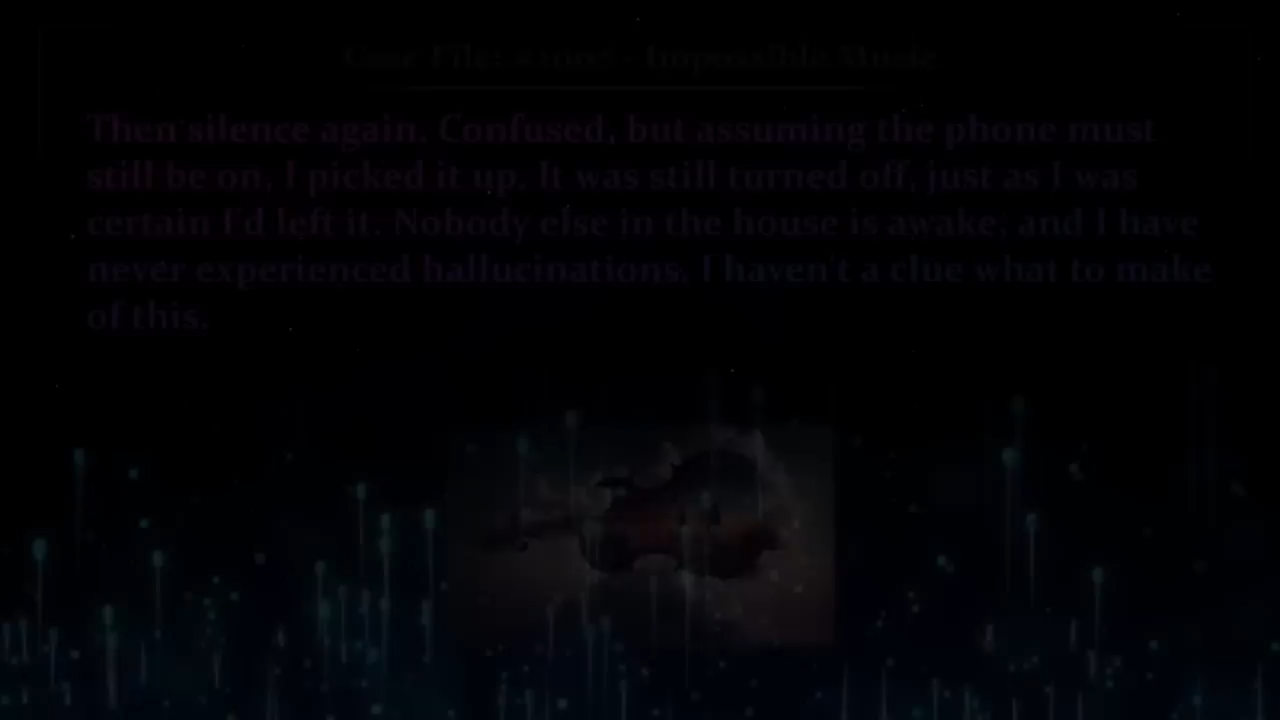 Case File: - Impossible Music
Then silence again. Confused, but assuming the phone must
still be on, I picked it up. It was still turned off, just as I was
certain I'd left it. Nobody else in the house is awake; and I have
never experienced hallucinations. I haven't a clue what to make
of this.